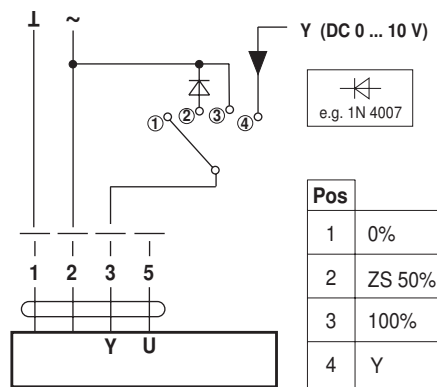 ⊥ ~
Y (DC 0 ... 10 V)
① ② ③ ④
e.g. 1N 4007
Pos
1 0%
2 ZS 50%
3 100%
4 Y
1 2 3 5
Y U